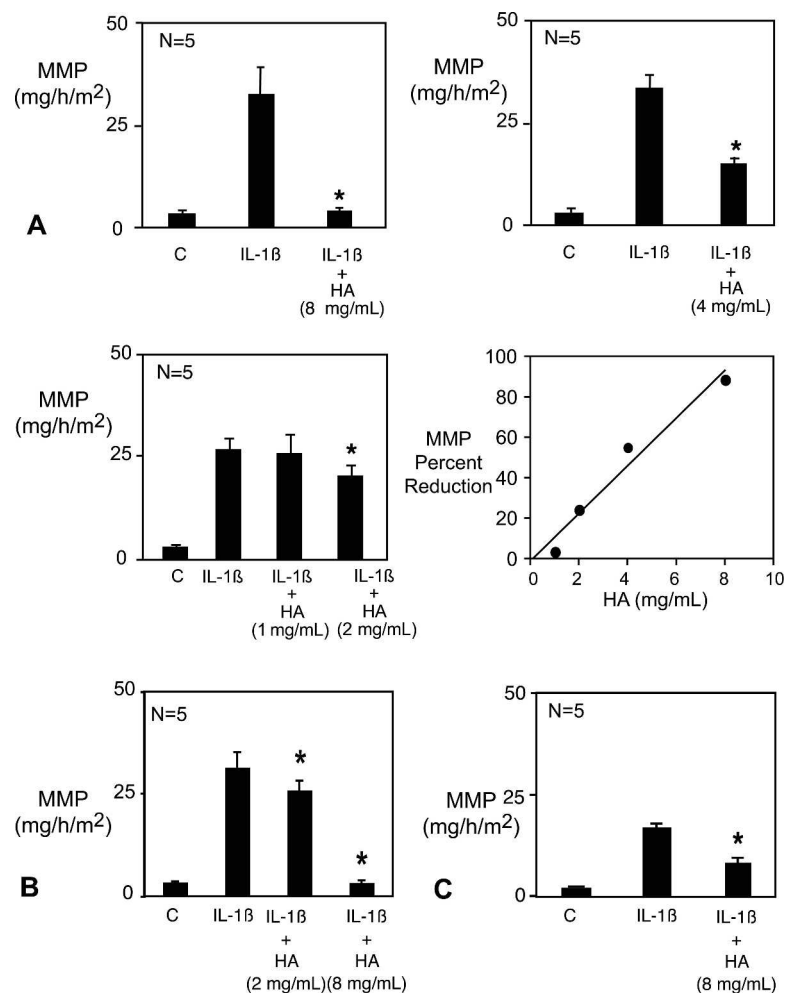 50
N=5
MMP
(mg/h/m2)
25
0
A
C
IL-1ß
IL-1ß
+
HA
(8 mg/mL)
50
N=5
MMP
(mg/h/m2)
25
0
C
IL-1ß
IL-1ß
+
HA
(4 mg/mL)
50
N=5
MMP
(mg/h/m2)
25
0
C
IL-1ß
IL-1ß
+
HA
(1 mg/mL)
IL-1ß
+
HA
(2 mg/mL)
100
80
60
40
20
0
MMP
Percent
Reduction
0
2
4
6
8
10
HA (mg/mL)
50
N=5
MMP
(mg/h/m2)
25
0
B
C
IL-1ß
IL-1ß
+
HA
(2 mg/mL)
IL-1ß
+
HA
(8 mg/mL)
50
N=5
MMP
(mg/h/m2)
25
0
C
C
IL-1ß
IL-1ß
+
HA
(8 mg/mL)
*
*
*
*
*
*